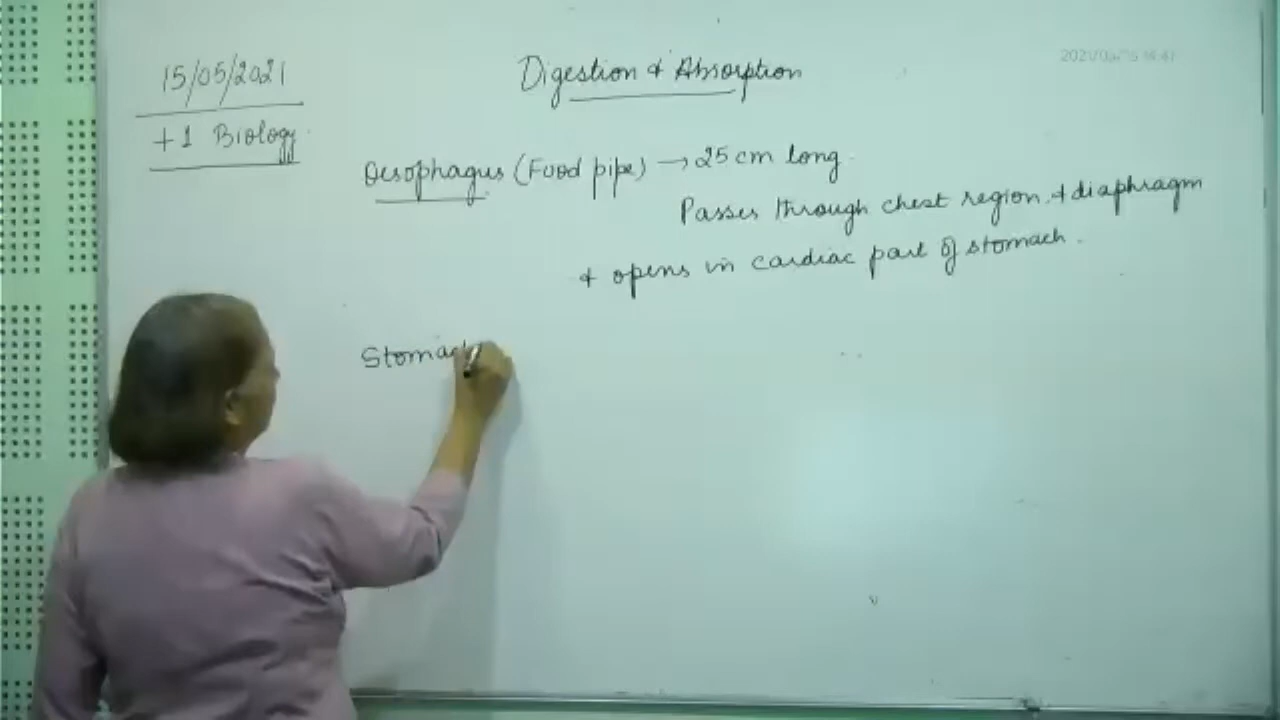 15/05/2021
+1 Biology
Digestion & Absorption
Oesophagus (Food pipe) → 25 cm long.
Passes through chest region & diaphragm
& opens in cardiac part of stomach.
Stomach